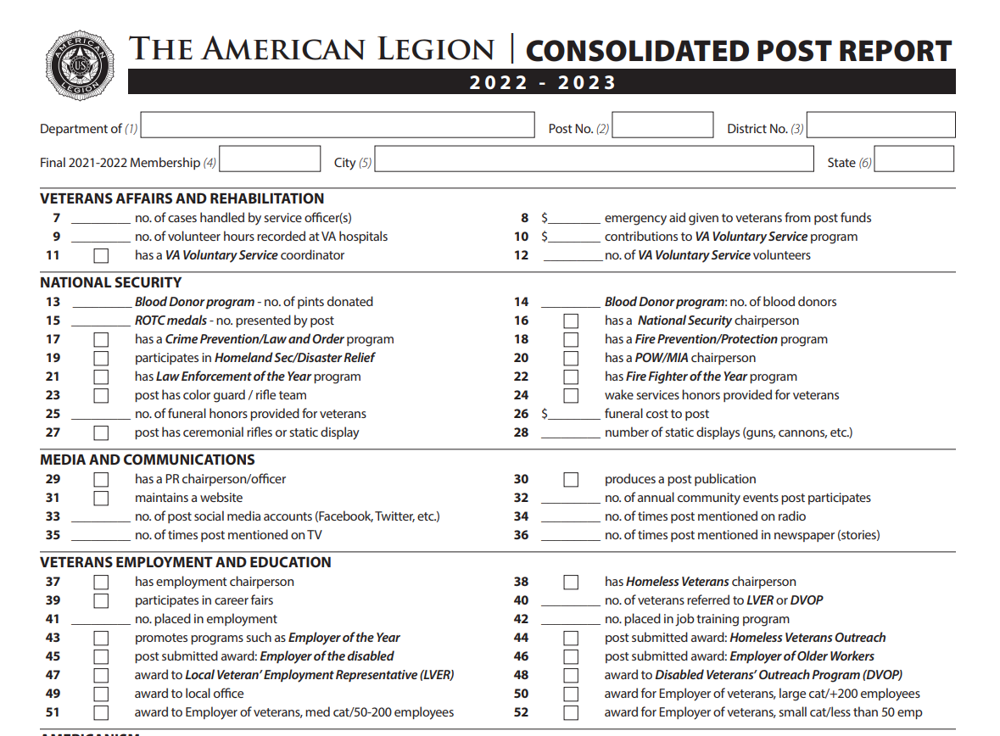 AMERICAN
US
LEGION
THE AMERICAN LEGION | CONSOLIDATED POST REPORT
2022 - 2023
Department of (1) Post No. (2) District No. (3)
Final 2021-2022 Membership (4) City (5) State (6)
VETERANS AFFAIRS AND REHABILITATION
7 ________ no. of cases handled by service officer(s) 8 $_______ emergency aid given to veterans from post funds
9 ________ no. of volunteer hours recorded at VA hospitals 10 $_______ contributions to VA Voluntary Service program
11 has a VA Voluntary Service coordinator 12 ________ no. of VA Voluntary Service volunteers
NATIONAL SECURITY
13 ________ Blood Donor program - no. of pints donated 14 ________ Blood Donor program: no. of blood donors
15 ________ ROTC medals - no. presented by post 16 has a National Security chairperson
17 has a Crime Prevention/Law and Order program 18 has a Fire Prevention/Protection program
19 participates in Homeland Sec/Disaster Relief 20 has a POW/MIA chairperson
21 has Law Enforcement of the Year program 22 has Fire Fighter of the Year program
23 post has color guard / rifle team 24 wake services honors provided for veterans
25 ________ no. of funeral honors provided for veterans 26 $_______ funeral cost to post
27 post has ceremonial rifles or static display 28 ________ number of static displays (guns, cannons, etc.)
MEDIA AND COMMUNICATIONS
29 has a PR chairperson/officer 30 produces a post publication
31 maintains a website 32 ________ no. of annual community events post participates
33 ________ no. of post social media accounts (Facebook, Twitter, etc.) 34 ________ no. of times post mentioned on radio
35 ________ no. of times post mentioned on TV 36 ________ no. of times post mentioned in newspaper (stories)
VETERANS EMPLOYMENT AND EDUCATION
37 has employment chairperson 38 has Homeless Veterans chairperson
39 participates in career fairs 40 ________ no. of veterans referred to LVER or DVOP
41 ________ no. placed in employment 42 ________ no. placed in job training program
43 promotes programs such as Employer of the Year 44 post submitted award: Homeless Veterans Outreach
45 post submitted award: Employer of the disabled 46 post submitted award: Employer of Older Workers
47 award to Local Veteran’ Employment Representative (LVER) 48 award to Disabled Veterans’ Outreach Program (DVOP)
49 award to local office 50 award for Employer of veterans, large cat/+200 employees
51 award to Employer of veterans, med cat/50-200 employees 52 award for Employer of veterans, small cat/less than 50 emp
AMERICANISM